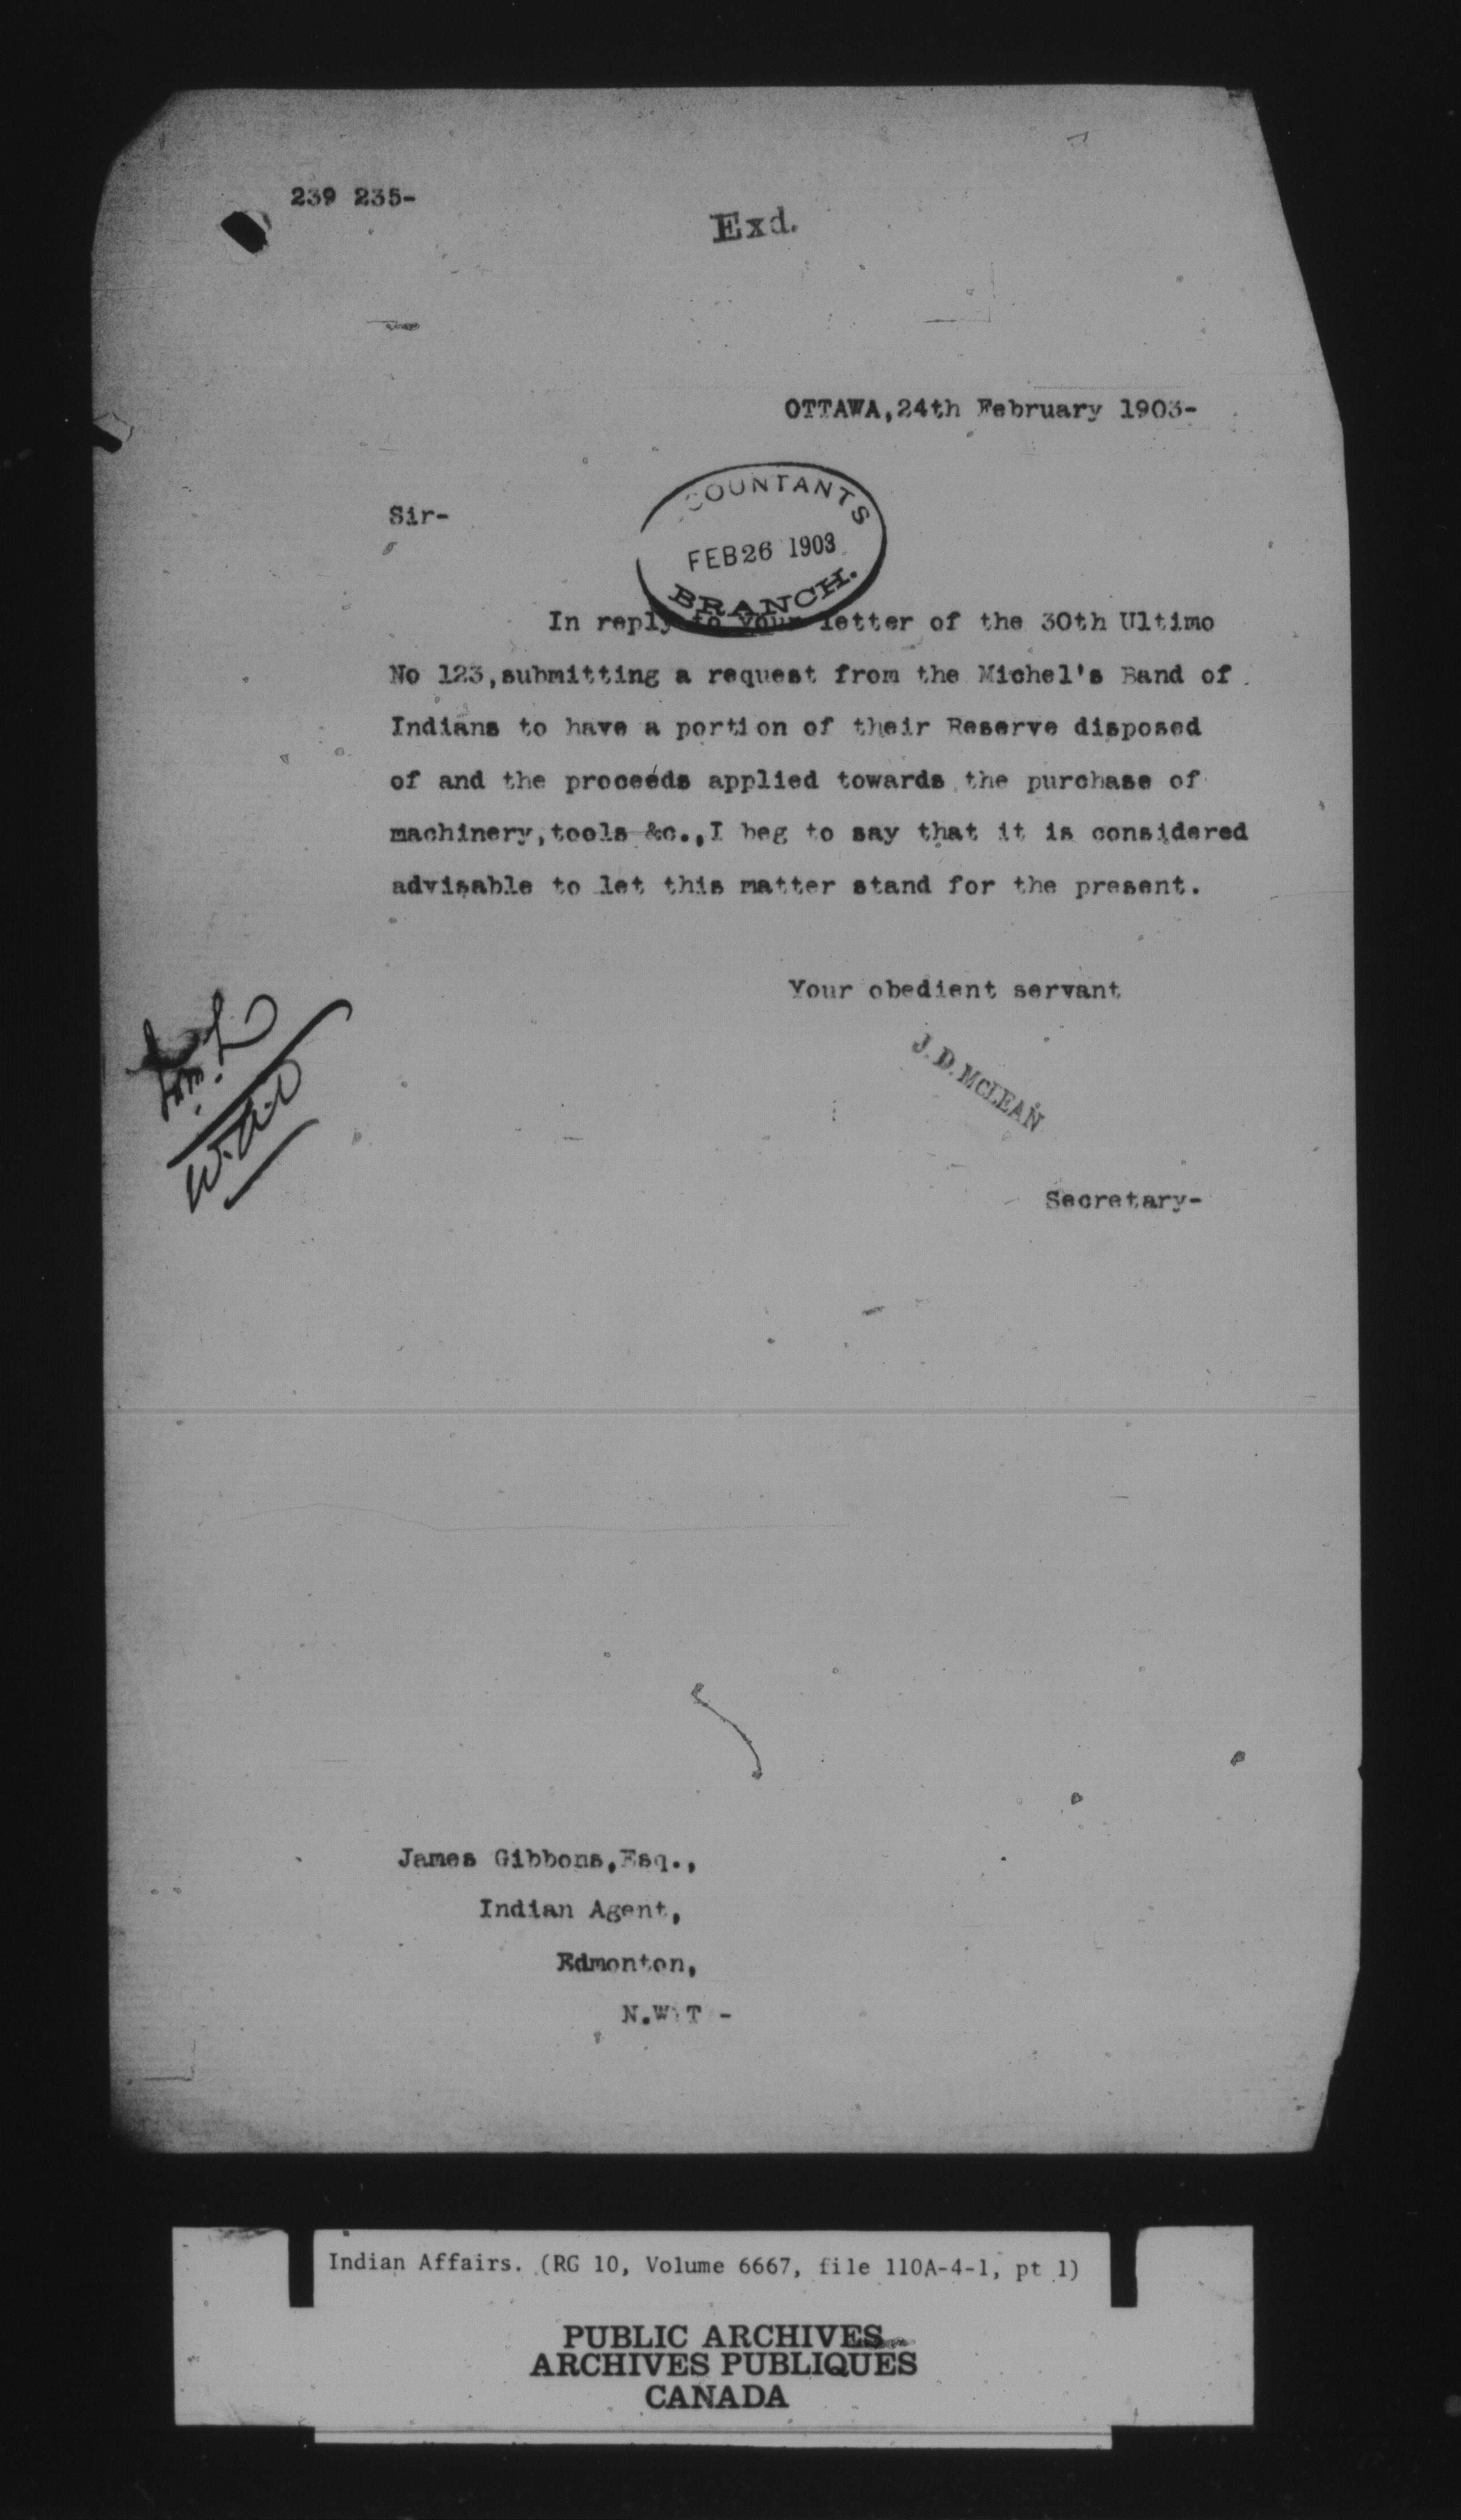 239 235-
Exd.
OTTAWA,24th February 1903-
COUNTANTS
FEB 26 1903
BRANCH.
Sir-
In reply to your letter of the 30th Ultimo
No 123,submitting a request from the Michel's Band of
Indians to have a portion of their Reserve disposed
of and the proceeds applied towards the purchase of
machinery,tools &c.,I beg to say that it is considered
advisable to let this matter stand for the present.
Your obedient servant
J.D. MCLEAN
Secretary-
James Gibbons,Esq.,
Indian Agent,
Edmonton,
N.W.T -
Indian Affairs. (RG 10, Volume 6667, file 110A-4-1, pt 1)
PUBLIC ARCHIVES
ARCHIVES PUBLIQUES
CANADA